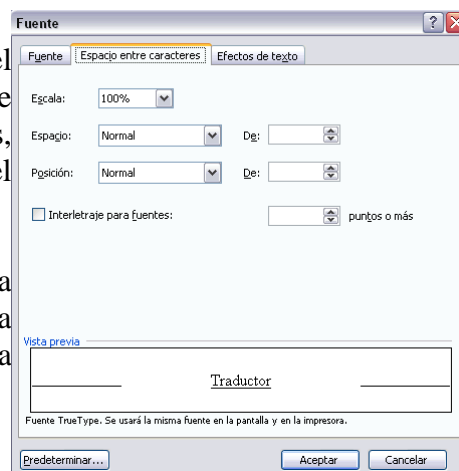 Fuente
el
Fuente Espacio entre caracteres Efectos de texto
e
Escala: 100%
s,
Espacio: Normal De:
el
Posición: Normal De:
Interletraje para fuentes: puntos o más
a
a
Vista previa
a
Traductor
Fuente TrueType. Se usará la misma fuente en la pantalla y en la impresora.
Predeterminar... Aceptar Cancelar